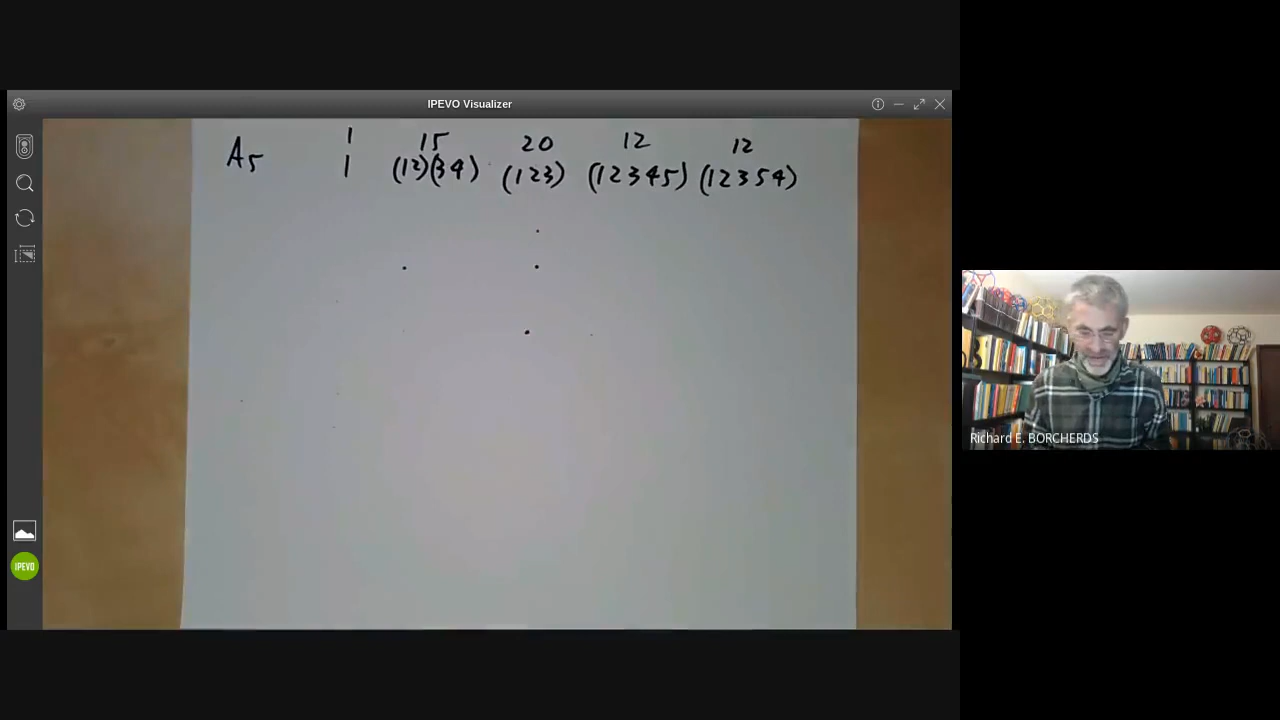 IPEVO Visualizer
1 15 20 12 12
A5 1 (12)(34) (123) (12345) (12354)
Richard E. BORCHERDS
IPEVO